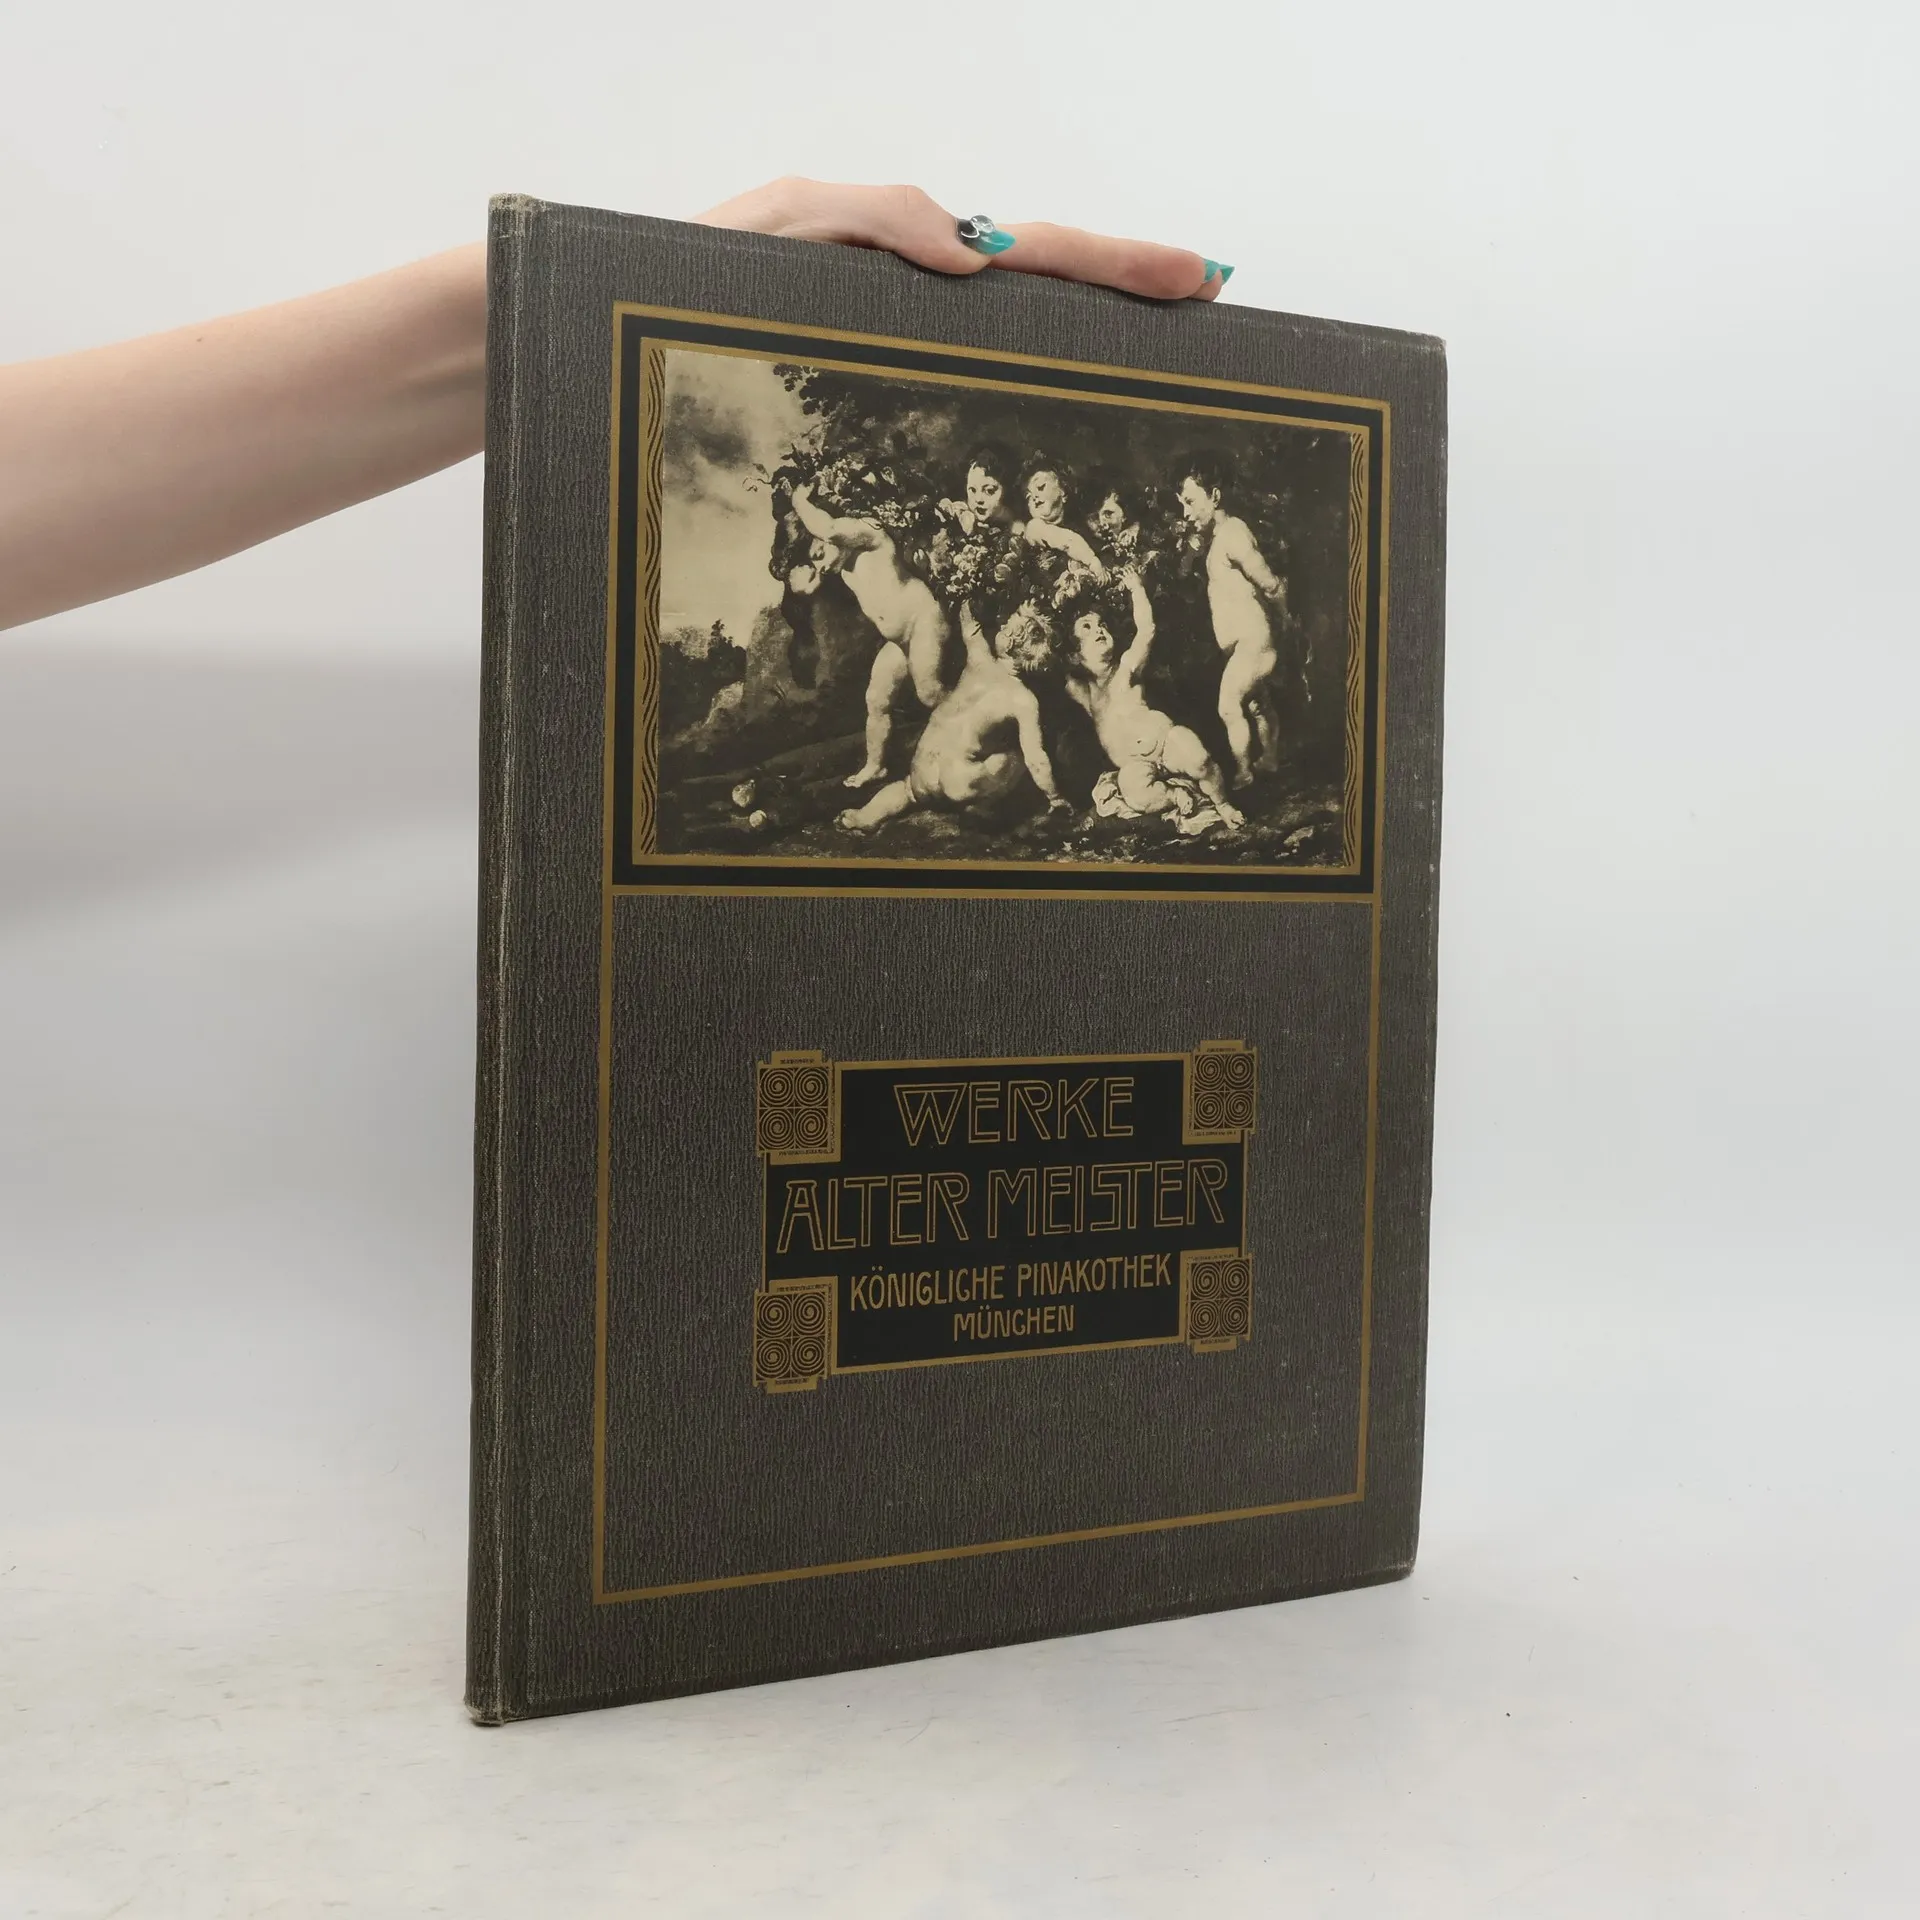 WERKE
ALTER MEISTER
KÖNIGLICHE PINAKOTHEK
MÜNCHEN